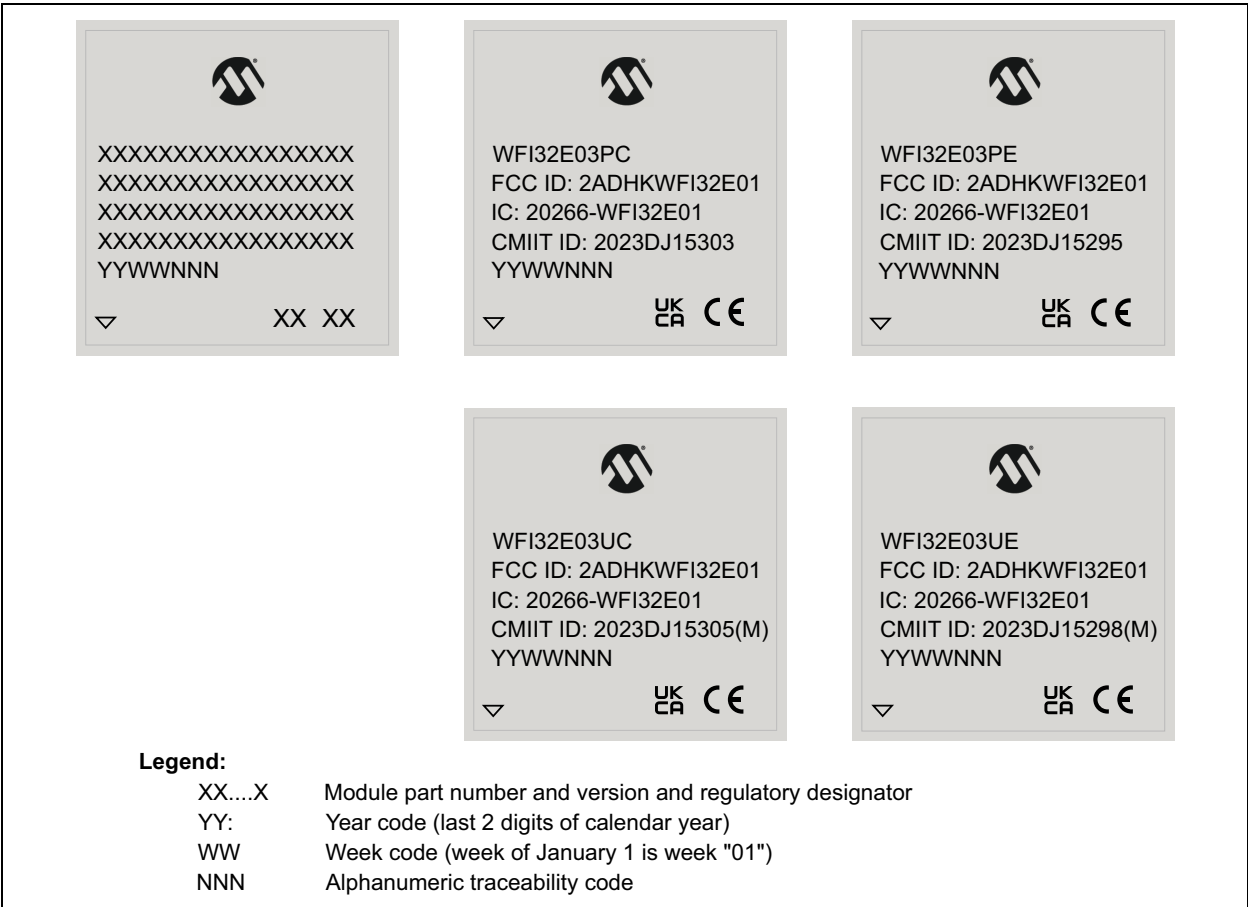 XXXXXXXXXXXXXXXXX
XXXXXXXXXXXXXXXXX
XXXXXXXXXXXXXXXXX
XXXXXXXXXXXXXXXXX
YYWWNNN
XX XX
WFI32E03PC
FCC ID: 2ADHKWFI32E01
IC: 20266-WFI32E01
CMIIT ID: 2023DJ15303
YYWWNNN
UK
CA CE
WFI32E03PE
FCC ID: 2ADHKWFI32E01
IC: 20266-WFI32E01
CMIIT ID: 2023DJ15295
YYWWNNN
UK
CA CE
WFI32E03UC
FCC ID: 2ADHKWFI32E01
IC: 20266-WFI32E01
CMIIT ID: 2023DJ15305(M)
YYWWNNN
UK
CA CE
WFI32E03UE
FCC ID: 2ADHKWFI32E01
IC: 20266-WFI32E01
CMIIT ID: 2023DJ15298(M)
YYWWNNN
UK
CA CE
Legend:
XX....X Module part number and version and regulatory designator
YY: Year code (last 2 digits of calendar year)
WW Week code (week of January 1 is week "01")
NNN Alphanumeric traceability code